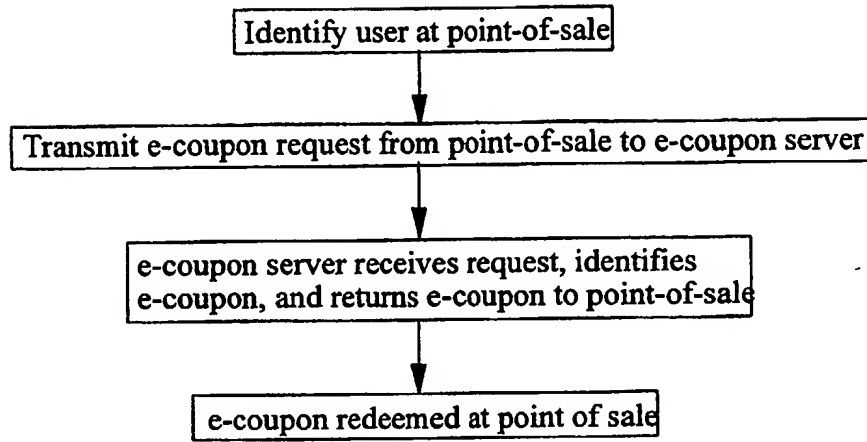 Identify user at point-of-sale
Transmit e-coupon request from point-of-sale to e-coupon server
e-coupon server receives request, identifies
e-coupon, and returns e-coupon to point-of-sale
e-coupon redeemed at point of sale